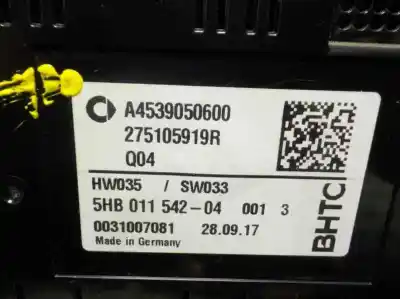 A4539050600
275105919R
Q04
HW035 / SW033
5HB 011 542-04 001 3
0031007081 28.09.17
Made in Germany
BHTC